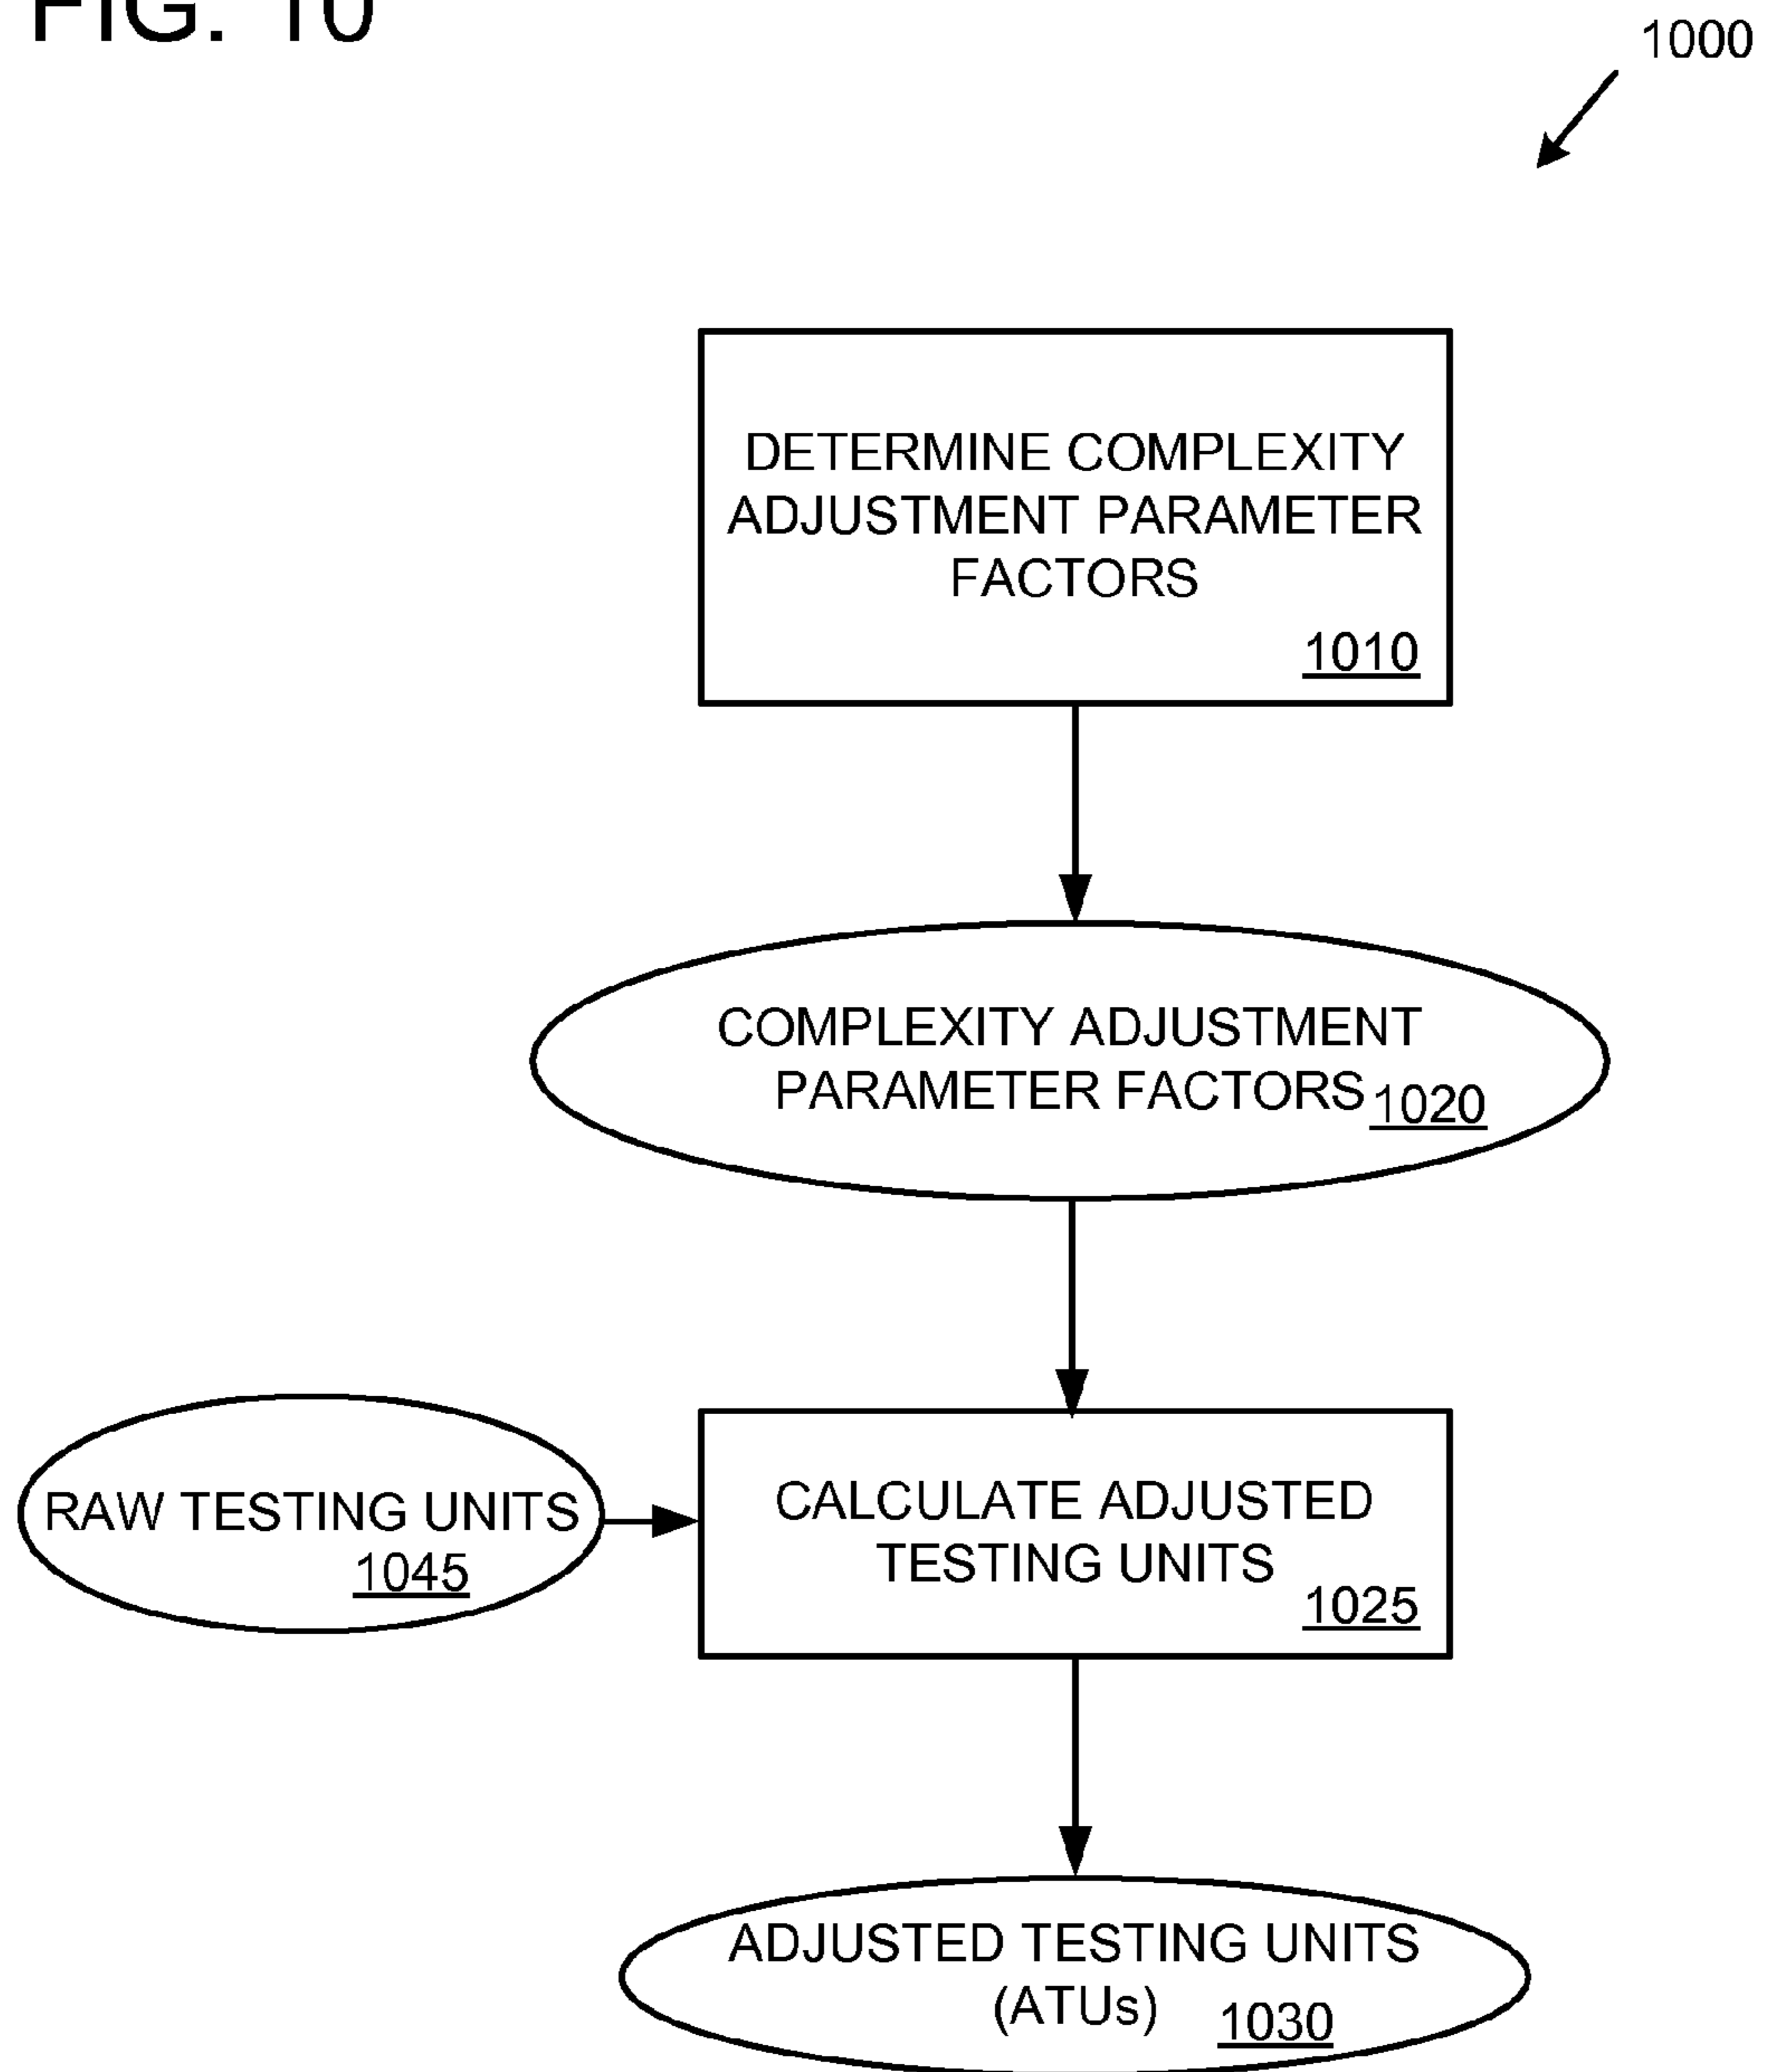 FIG. 10
1000
DETERMINE COMPLEXITY
ADJUSTMENT PARAMETER
FACTORS
1010
COMPLEXITY ADJUSTMENT
PARAMETER FACTORS 1020
RAW TESTING UNITS
1045
CALCULATE ADJUSTED
TESTING UNITS
1025
ADJUSTED TESTING UNITS
(ATUs) 1030